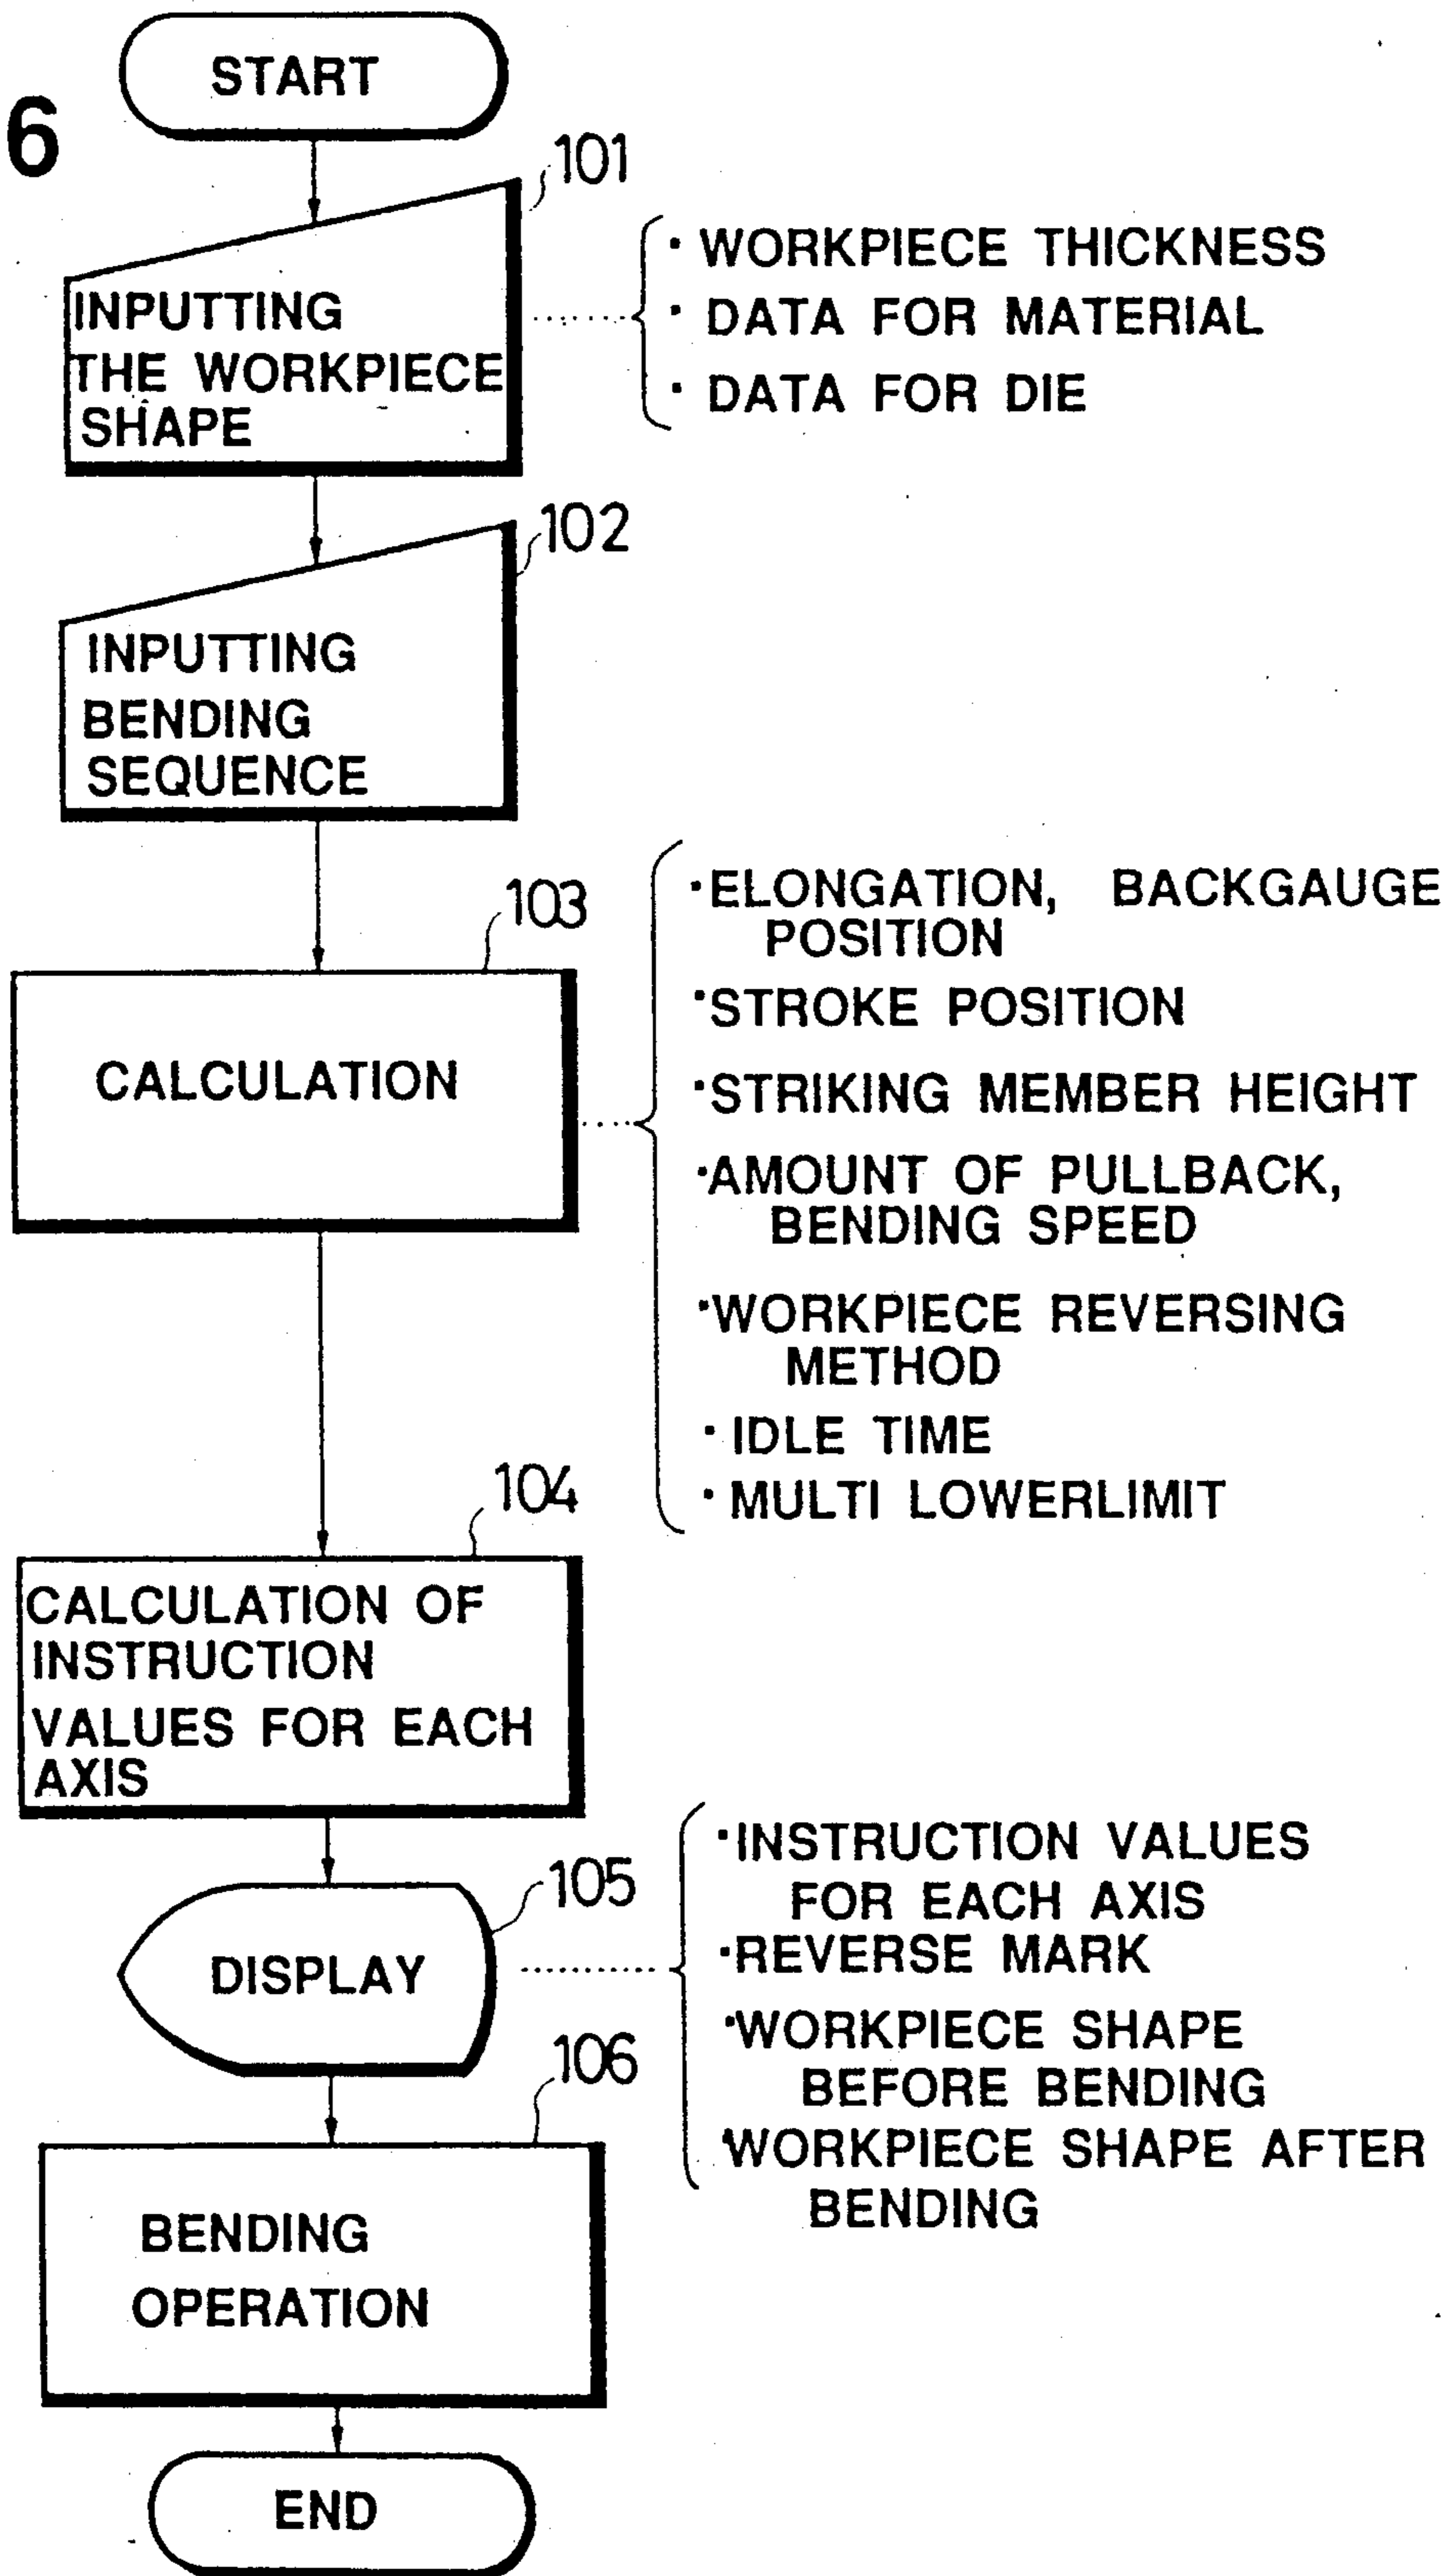 START
6
101
INPUTTING
THE WORKPIECE
SHAPE
· WORKPIECE THICKNESS
· DATA FOR MATERIAL
· DATA FOR DIE
102
INPUTTING
BENDING
SEQUENCE
103
CALCULATION
·ELONGATION, BACKGAUGE
POSITION
·STROKE POSITION
·STRIKING MEMBER HEIGHT
·AMOUNT OF PULLBACK,
BENDING SPEED
·WORKPIECE REVERSING
METHOD
· IDLE TIME
· MULTI LOWERLIMIT
104
CALCULATION OF
INSTRUCTION
VALUES FOR EACH
AXIS
105
DISPLAY
·INSTRUCTION VALUES
FOR EACH AXIS
·REVERSE MARK
·WORKPIECE SHAPE
BEFORE BENDING
·WORKPIECE SHAPE AFTER
BENDING
106
BENDING
OPERATION
END